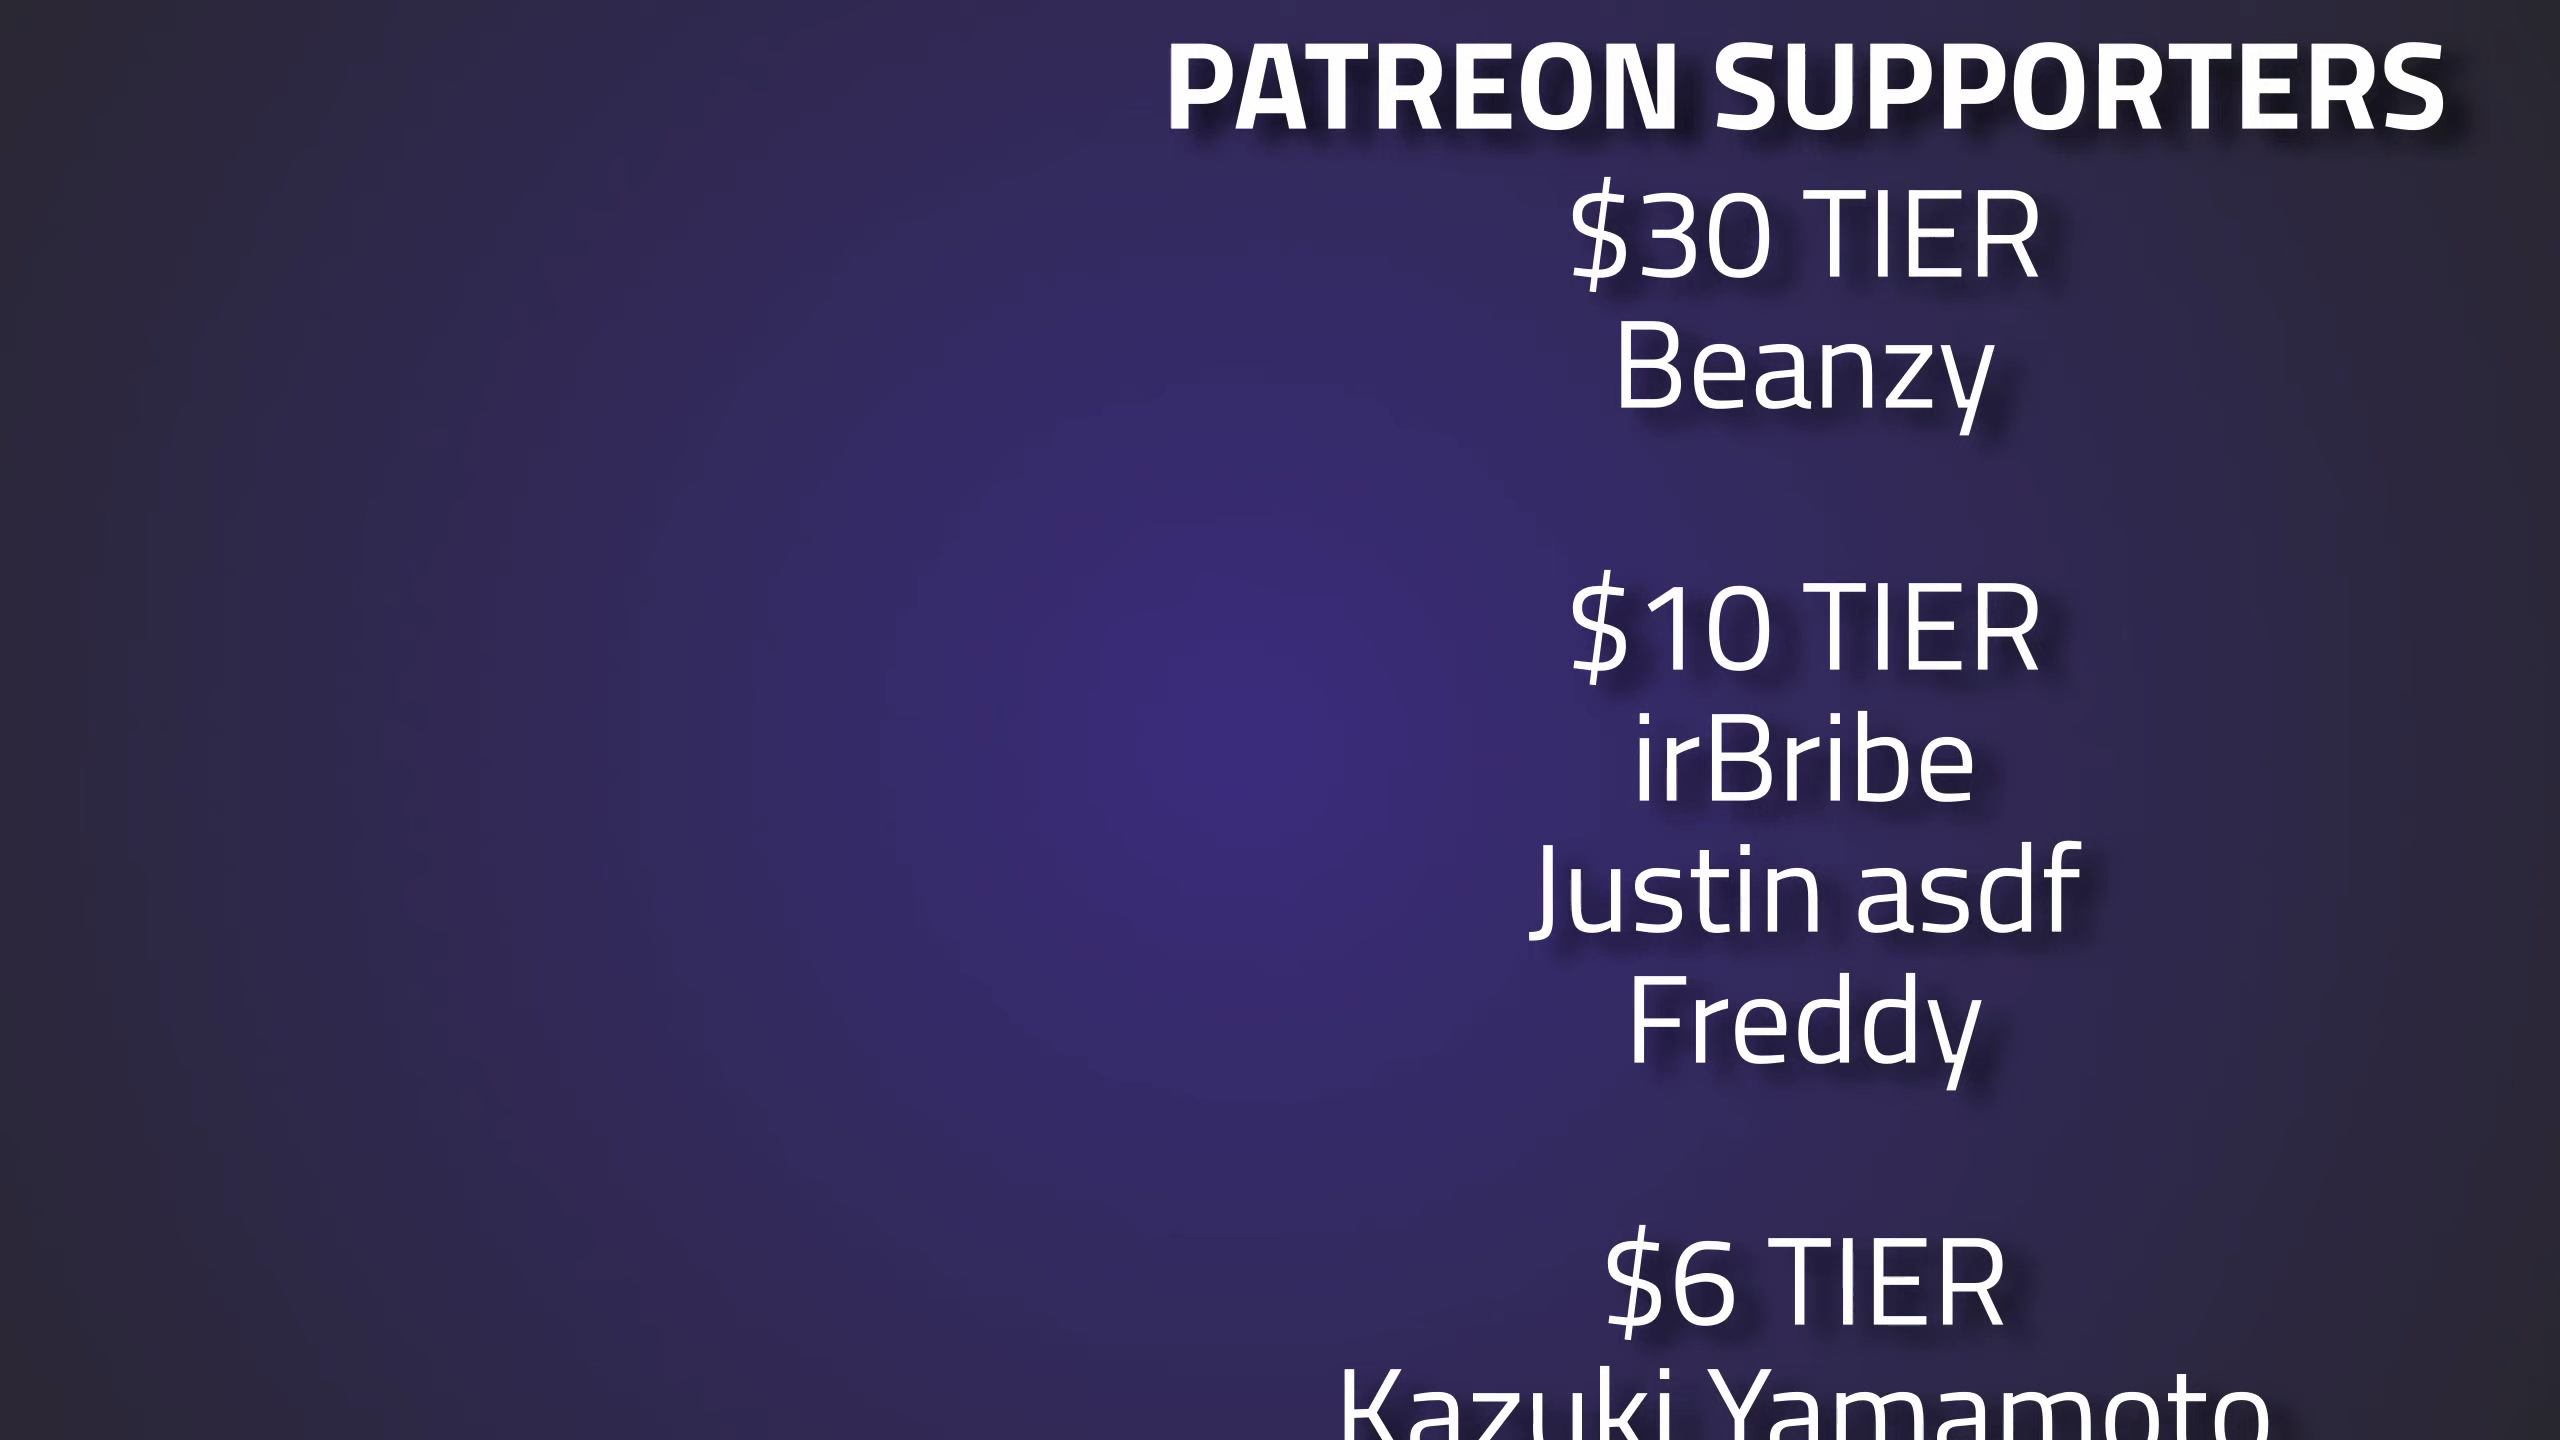 PATREON SUPPORTERS
$30 TIER
Beanzy
$10 TIER
irBribe
Justin asdf
Freddy
$6 TIER
Kazuki Yamamoto